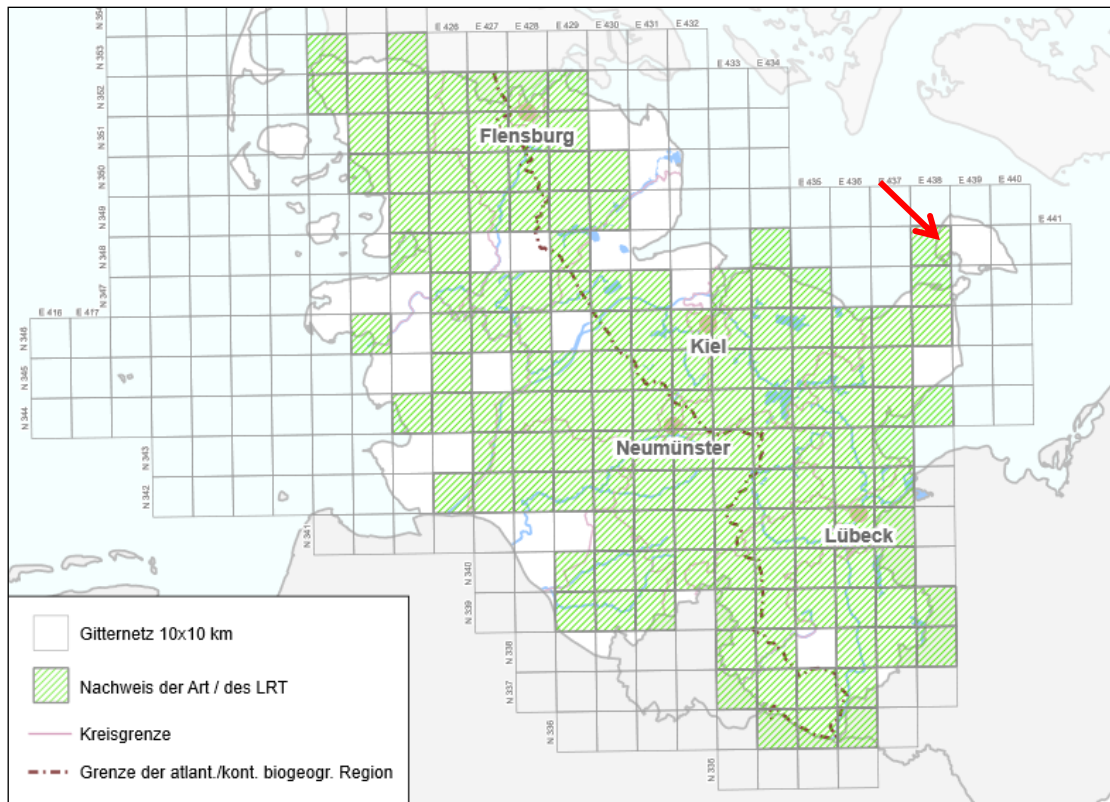 N 354
E 426 E 427 E 428 E 429 E 430 E 431 E 432
N 353
E 433 E 434
N 352
Flensburg
N 351
N 350
E 435 E 436 E 437 E 438 E 439 E 440
N 349
E 441
N 348
N 347
E 416 E 417
N 346
Kiel
N 345
N 344
Neumünster
N 343
N 342
Lübeck
N 341
N 340
N 339
N 338
N 337
N 336
N 335
Gitternetz 10x10 km
Nachweis der Art / des LRT
Kreisgrenze
Grenze der atlant./kont. biogeogr. Region